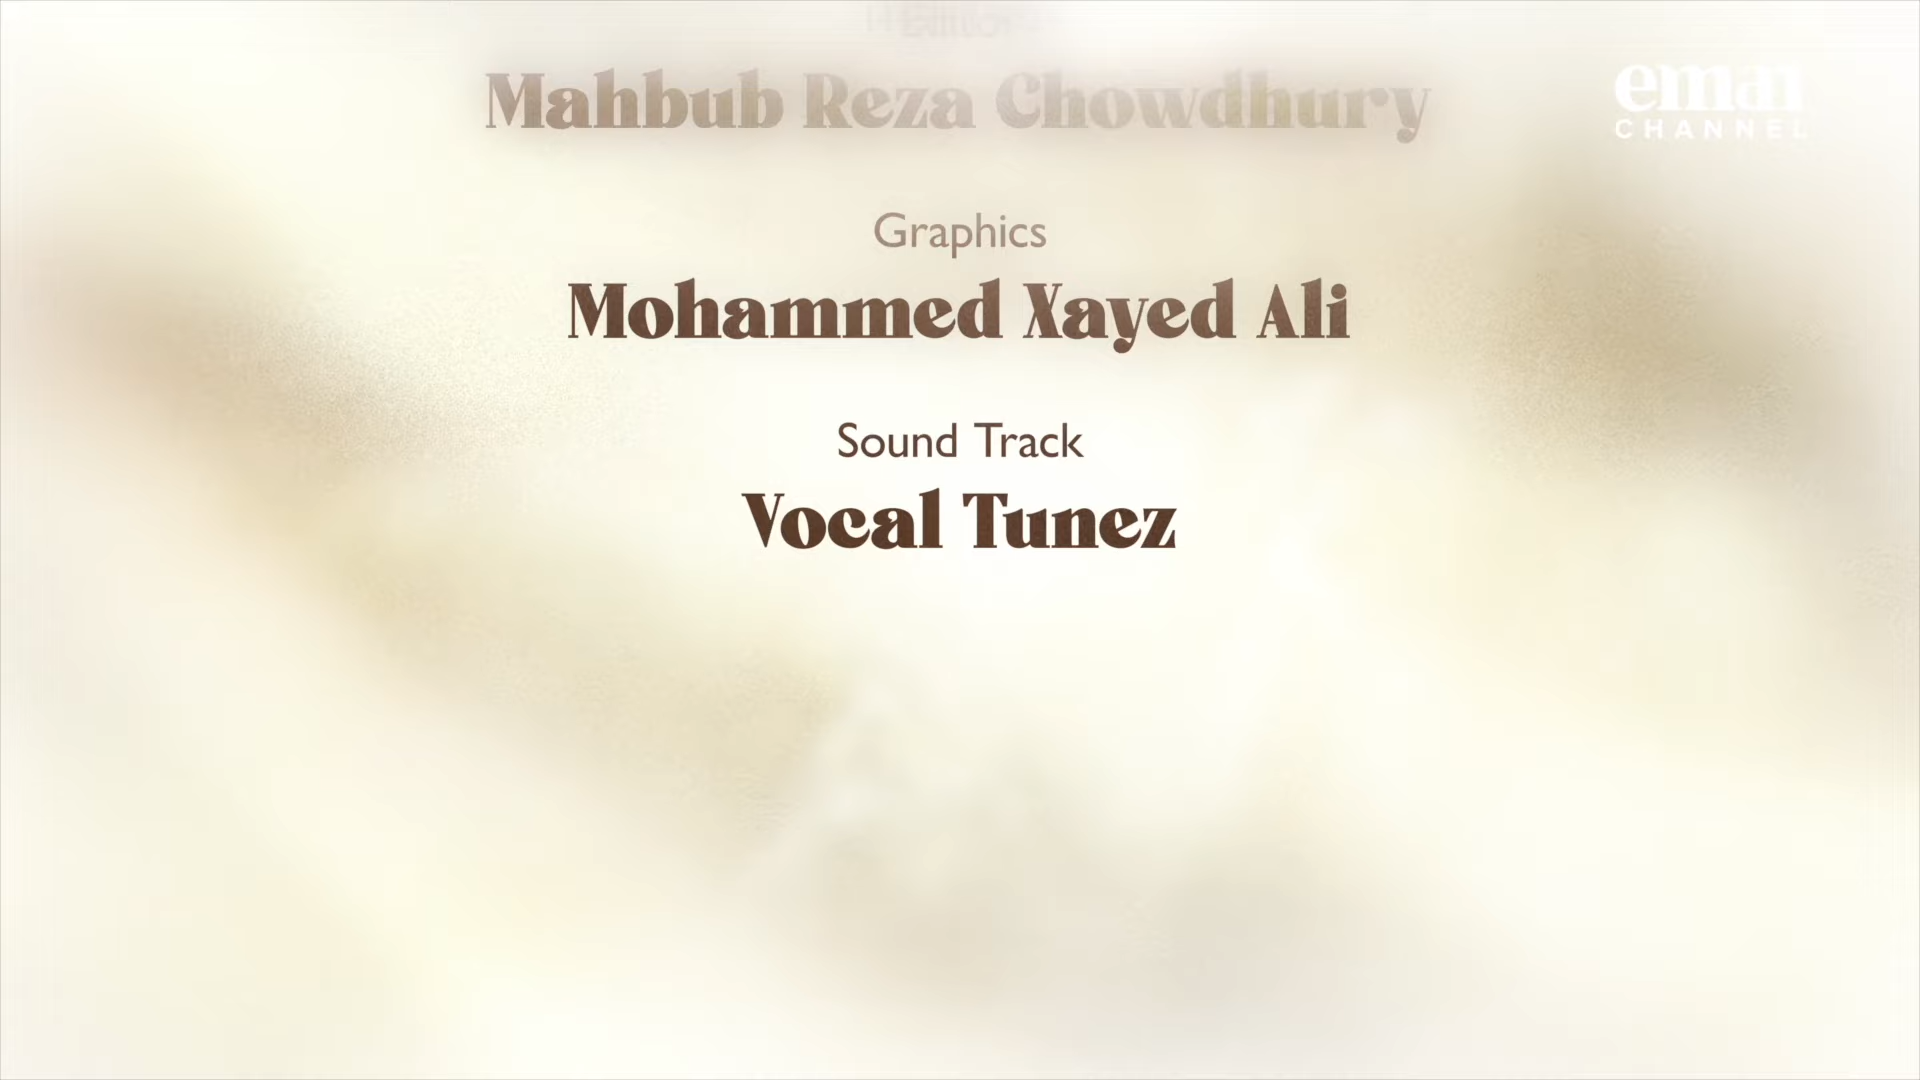 Mahbub Reza Chowdhury
eman
CHANNEL
Graphics
Mohammed Xayed Ali
Sound Track
Vocal Tunez